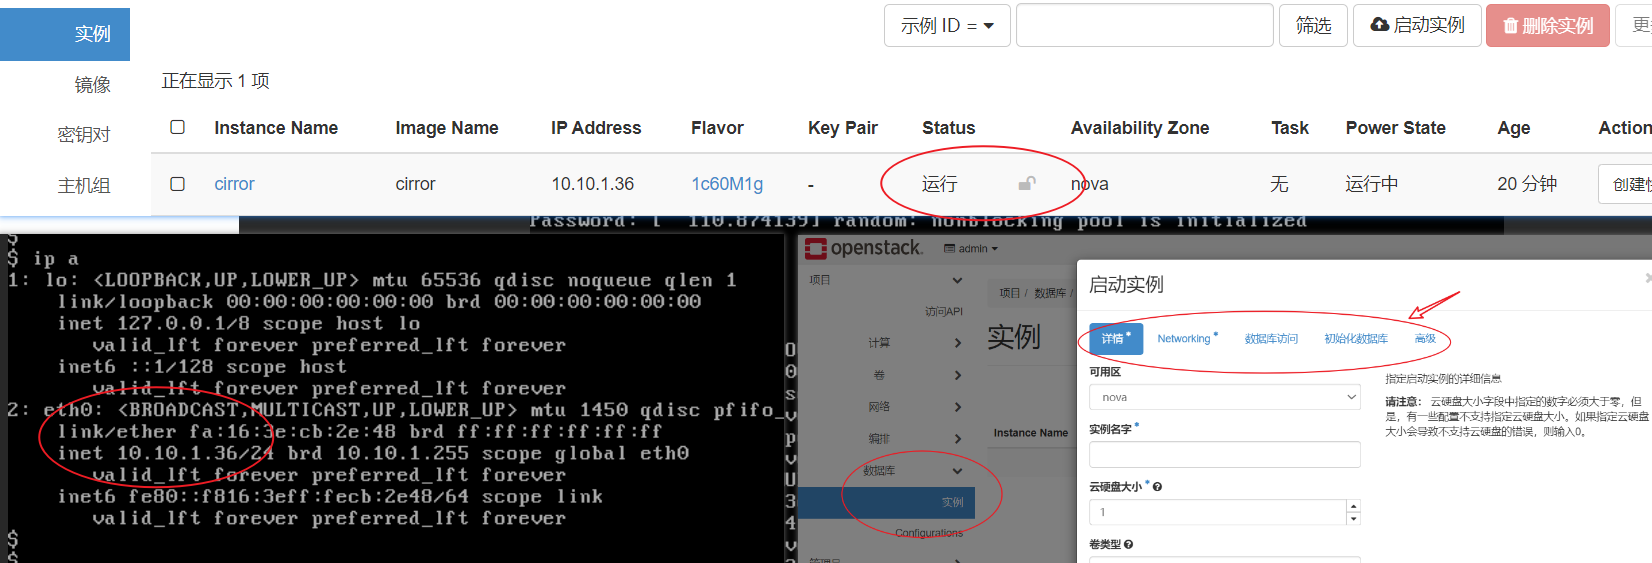 实例
示例 ID =
筛选
启动实例
删除实例
镜像
正在显示 1 项
密钥对
Instance Name Image Name IP Address Flavor Key Pair Status Availability Zone Task Power State Age Action
主机组
cirror cirror 10.10.1.36 1c60M1g - 运行 nova 无 运行中 20 分钟 创建快
Password: [ 110.874139] random: nonblocking pool is initialized
$
$ ip a
1: lo: <LOOPBACK,UP,LOWER_UP> mtu 65536 qdisc noqueue qlen 1
link/loopback 00:00:00:00:00:00 brd 00:00:00:00:00:00
inet 127.0.0.1/8 scope host lo
valid_lft forever preferred_lft forever
inet6 ::1/128 scope host
valid_lft forever preferred_lft forever
2: eth0: <BROADCAST,MULTICAST,UP,LOWER_UP> mtu 1450 qdisc pfifo_
link/ether fa:16:3e:cb:2e:48 brd ff:ff:ff:ff:ff:ff
inet 10.10.1.36/24 brd 10.10.1.255 scope global eth0
valid_lft forever preferred_lft forever
inet6 fe80::f816:3eff:fecb:2e48/64 scope link
valid_lft forever preferred_lft forever
$
$
openstack. admin
项目
访问API
计算
卷
网络
编排
数据库
实例
Configurations
项目 / 数据库 /
实例
Instance Name
启动实例
详情 * Networking * 数据库访问 初始化数据库 高级
可用区
nova
实例名字 *
云硬盘大小 *
1
卷类型
指定启动实例的详细信息
请注意: 云硬盘大小字段中指定的数字必须大于零，但
是，有一些配置不支持指定云硬盘大小。如果指定云硬盘
大小会导致不支持云硬盘的错误，则输入0。